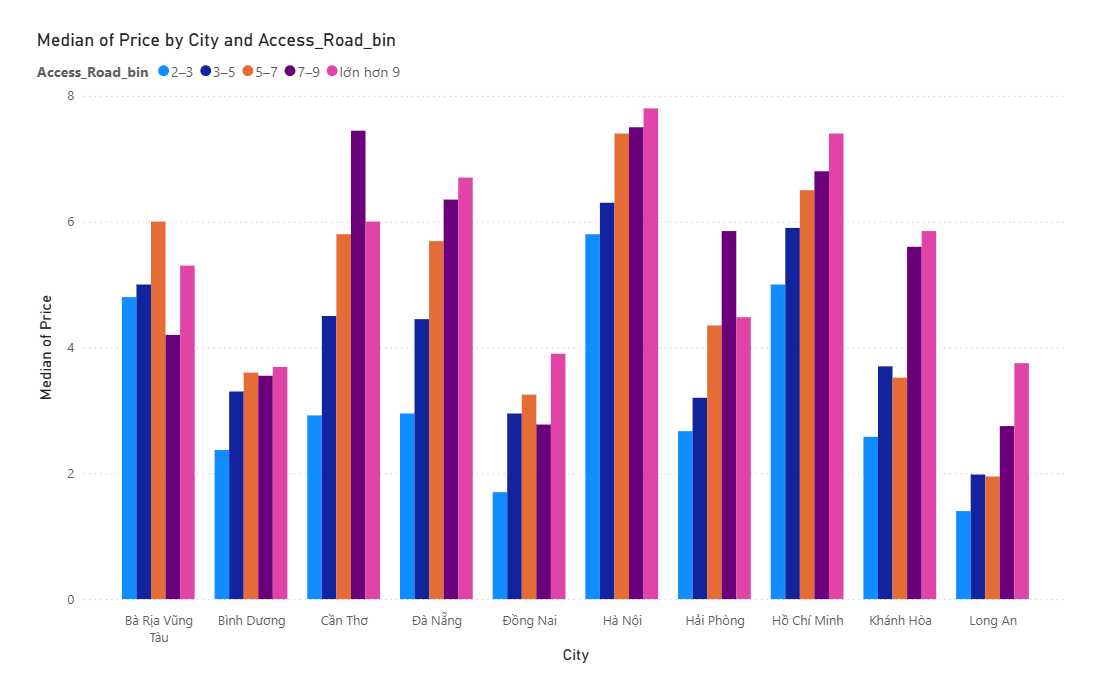 Median of Price by City and Access_Road_bin
Access_Road_bin 2–3 3–5 5–7 7–9 lớn hơn 9
8
6
4
2
0
Median of Price
Bà Rịa Vũng Tàu
Bình Dương
Cần Thơ
Đà Nẵng
Đồng Nai
Hà Nội
Hải Phòng
Hồ Chí Minh
Khánh Hòa
Long An
City